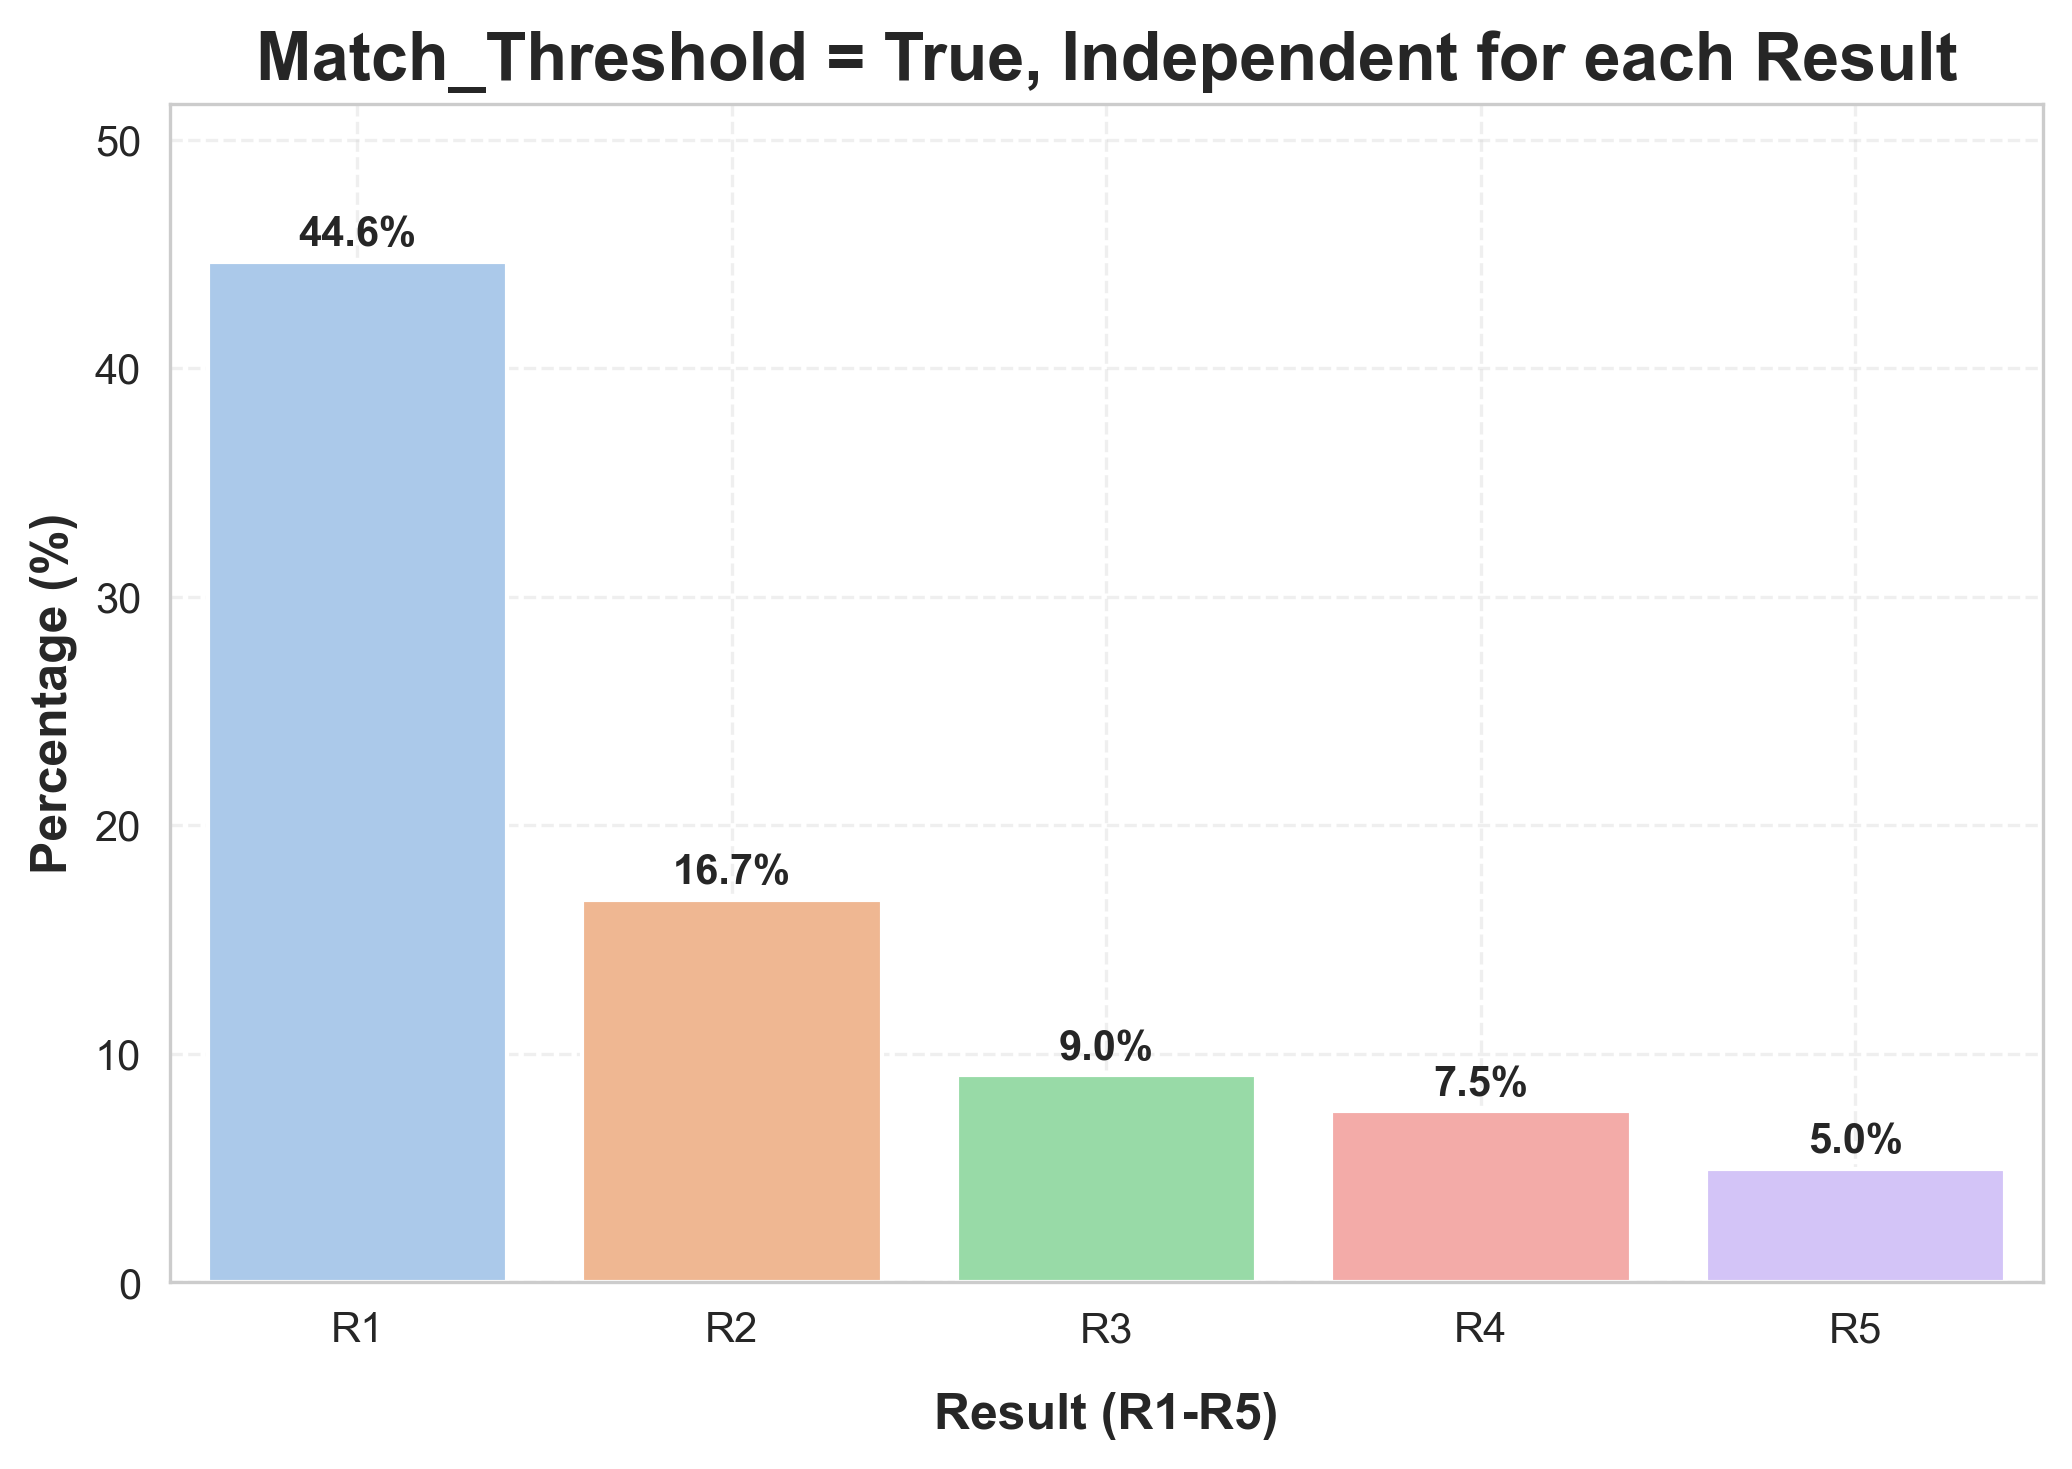 Match_Threshold = True, Independent for each Result
Percentage (%)
50
40
30
20
10
0
44.6%
16.7%
9.0%
7.5%
5.0%
R1
R2
R3
R4
R5
Result (R1-R5)